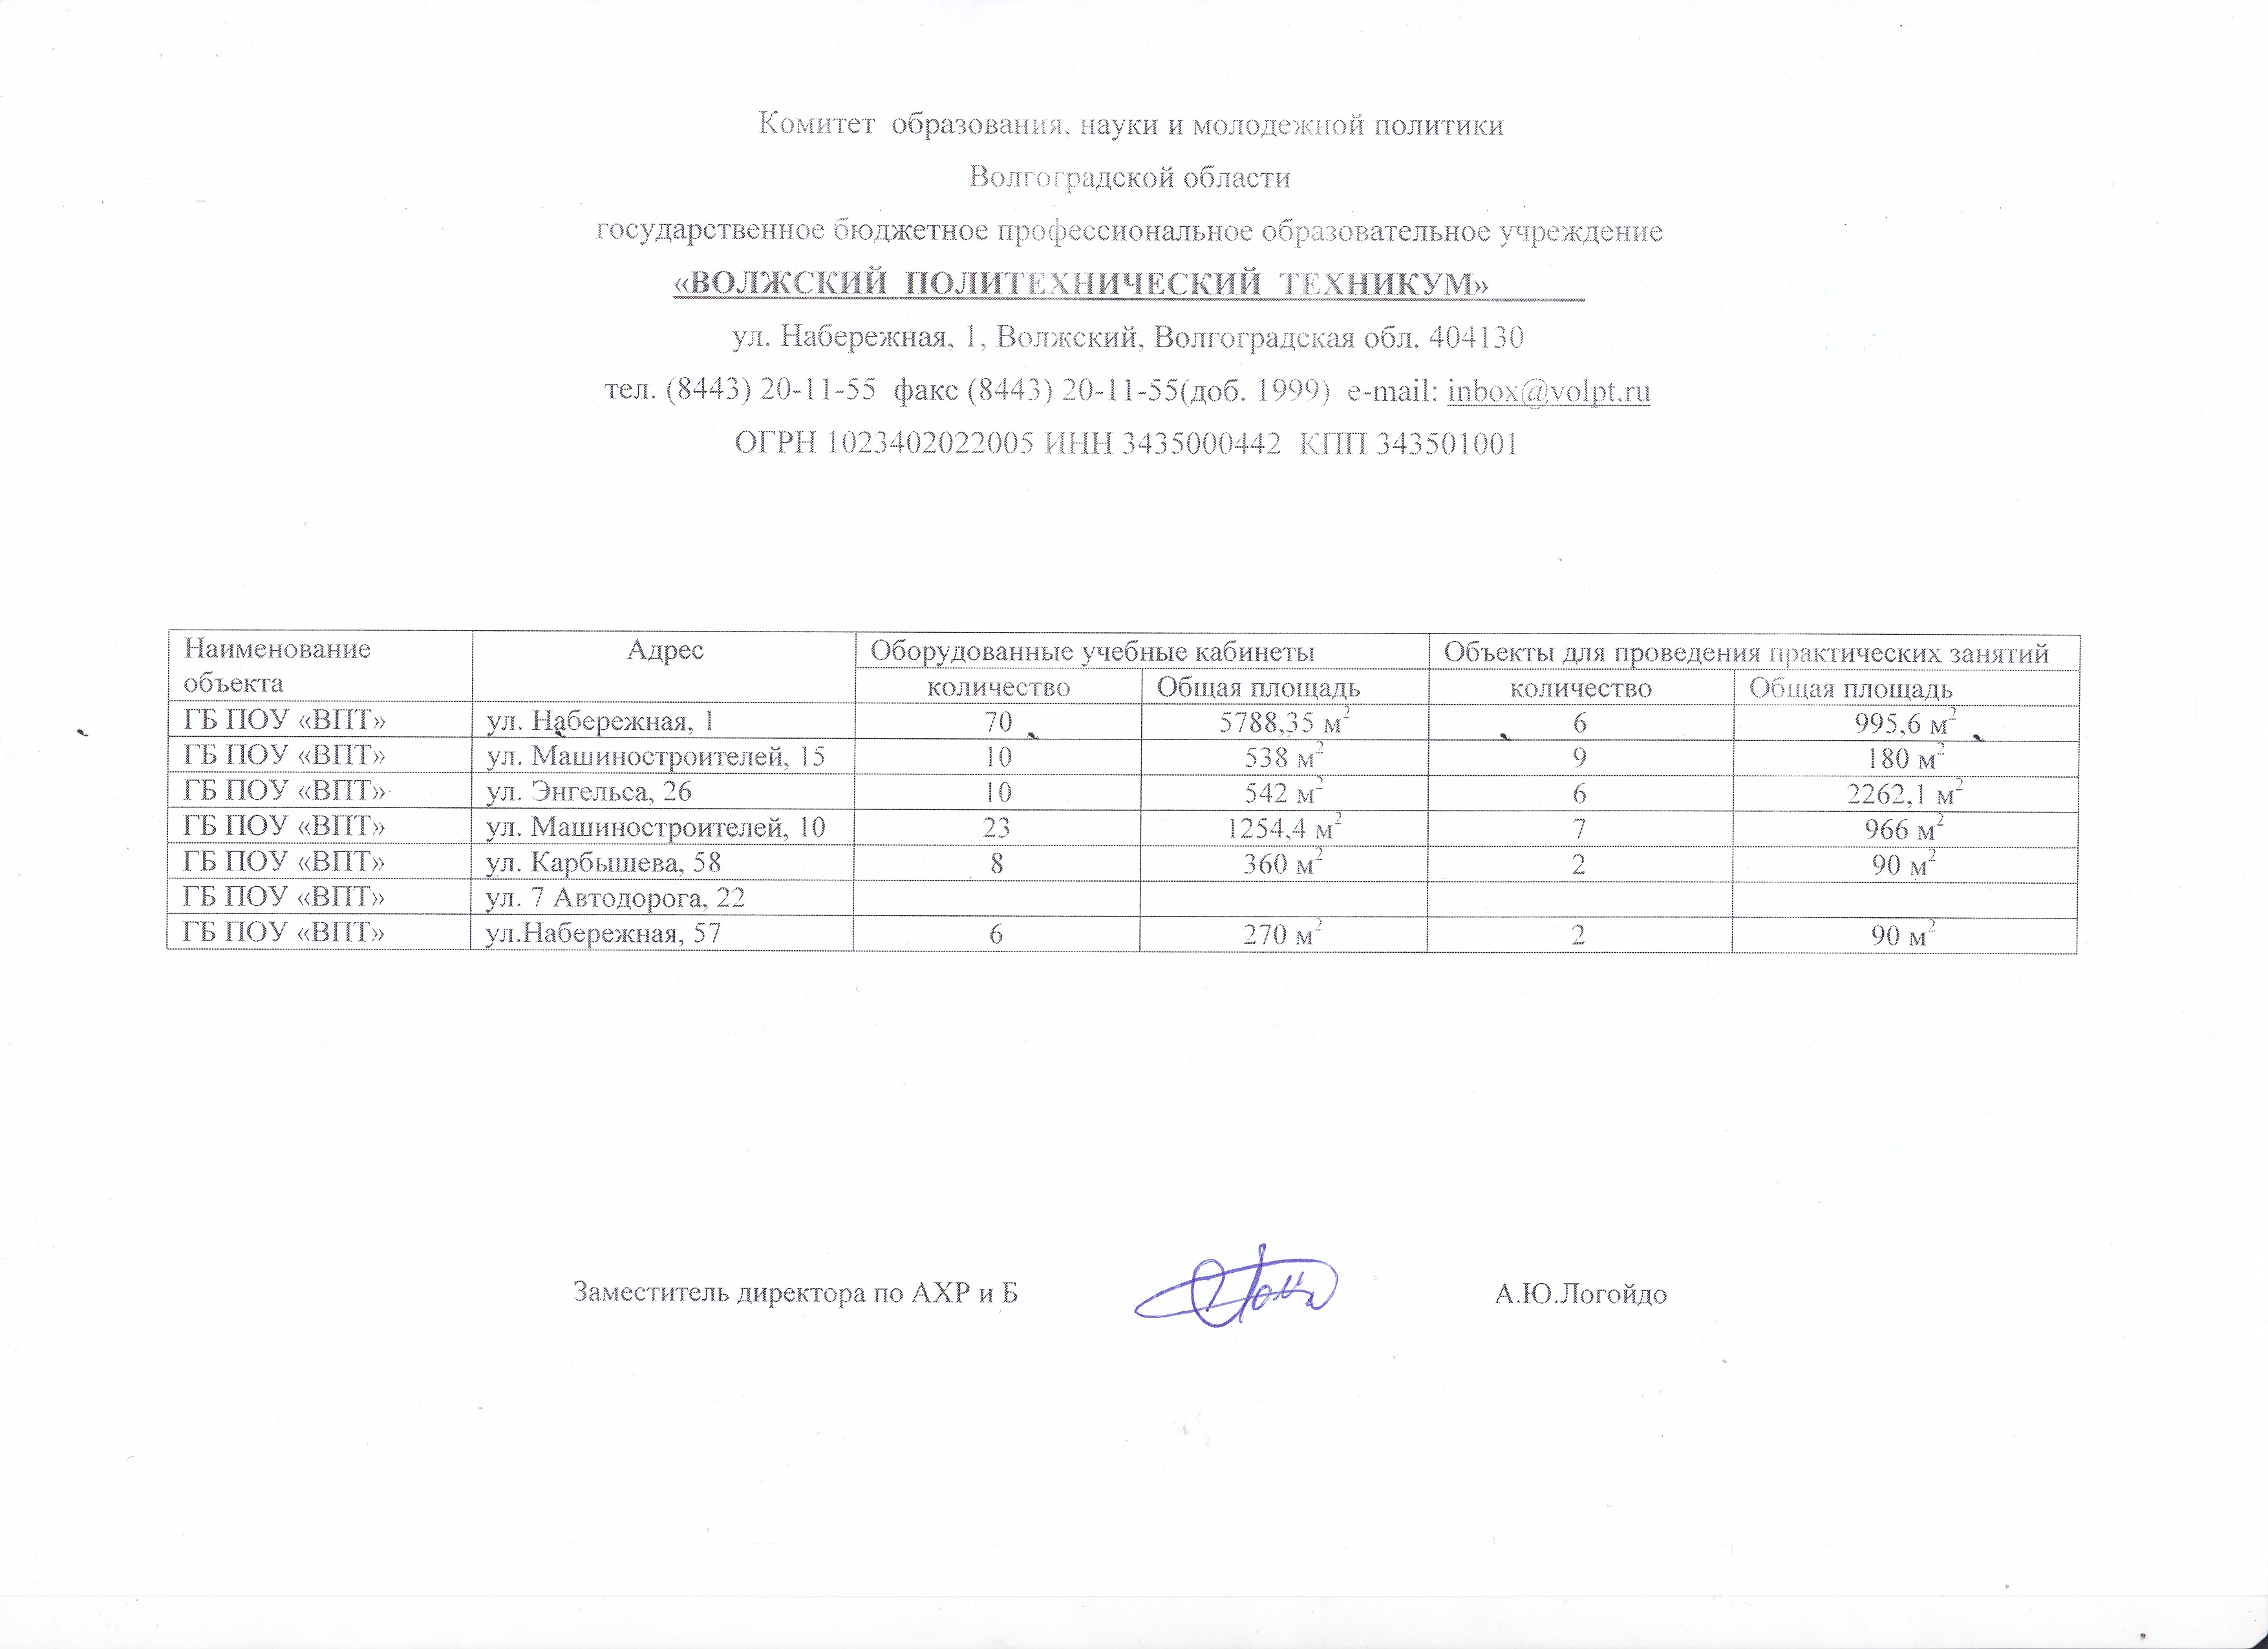 Комитет образования, науки и молодежной политики
Волгоградской области
государственное бюджетное профессиональное образовательное учреждение
«ВОЛЖСКИЙ ПОЛИТЕХНИЧЕСКИЙ ТЕХНИКУМ»
ул. Набережная, 1, Волжский, Волгоградская обл. 404130
тел. (8443) 20-11-55 факс (8443) 20-11-55(доб. 1999) e-mail: inbox@volpt.ru
ОГРН 1023402022005 ИНН 3435000442 КПП 343501001
Наименование объекта Адрес Оборудованные учебные кабинеты Объекты для проведения практических занятий
количество Общая площадь количество Общая площадь
ГБ ПОУ «ВПТ» ул. Набережная, 1 70 5788,35 м² 6 995,6 м²
ГБ ПОУ «ВПТ» ул. Машиностроителей, 15 10 538 м² 9 180 м²
ГБ ПОУ «ВПТ» ул. Энгельса, 26 10 542 м² 6 2262,1 м²
ГБ ПОУ «ВПТ» ул. Машиностроителей, 10 23 1254,4 м² 7 966 м²
ГБ ПОУ «ВПТ» ул. Карбышева, 58 8 360 м² 2 90 м²
ГБ ПОУ «ВПТ» ул. 7 Автодорога, 22
ГБ ПОУ «ВПТ» ул.Набережная, 57 6 270 м² 2 90 м²
Заместитель директора по АХР и Б А.Ю.Логойдо